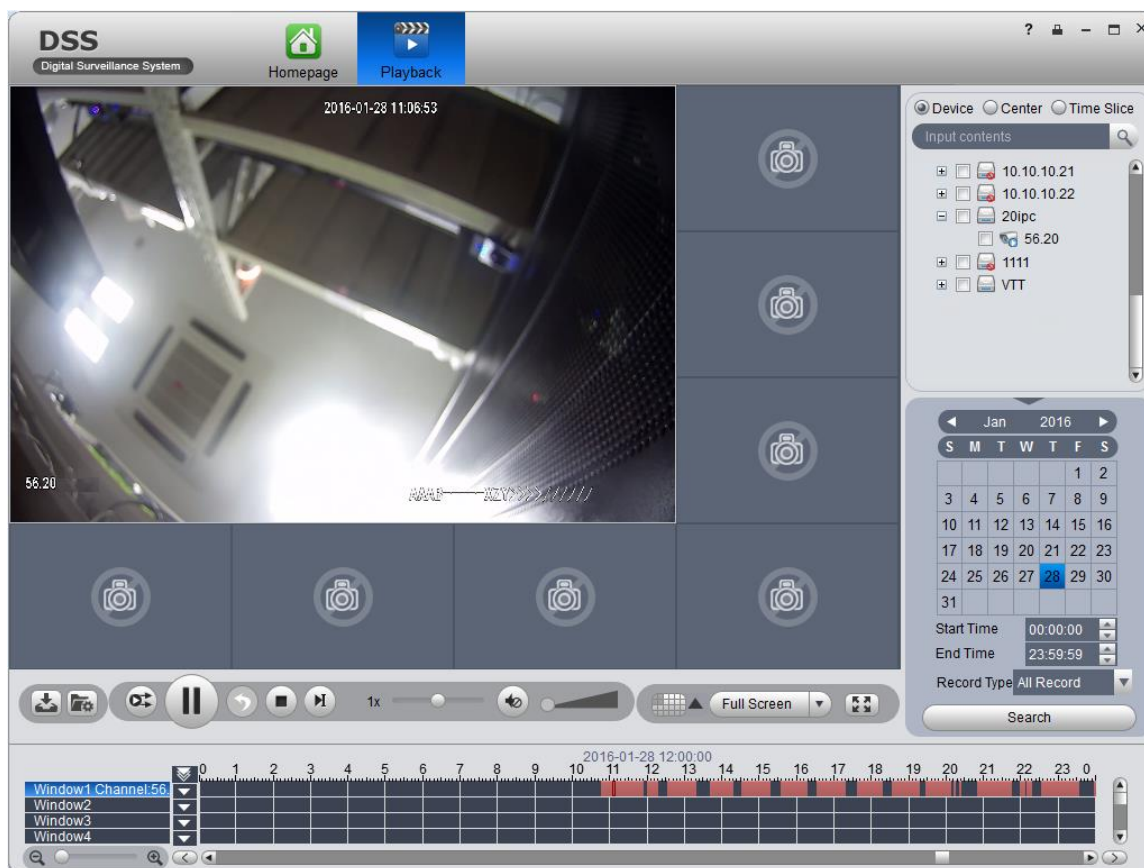 DSS
Digital Surveillance System
Homepage
Playback
?
2016-01-28 11:06:53
56.20
Device Center Time Slice
Input contents
10.10.10.21
10.10.10.22
20ipc
56.20
1111
VTT
Jan 2016
S M T W T F S
1 2
3 4 5 6 7 8 9
10 11 12 13 14 15 16
17 18 19 20 21 22 23
24 25 26 27 28 29 30
31
Start Time 00:00:00
End Time 23:59:59
Record Type All Record
Search
1x
Full Screen
2016-01-28 12:00:00
0 1 2 3 4 5 6 7 8 9 10 11 12 13 14 15 16 17 18 19 20 21 22 23 0
Window1 Channel:56.
Window2
Window3
Window4